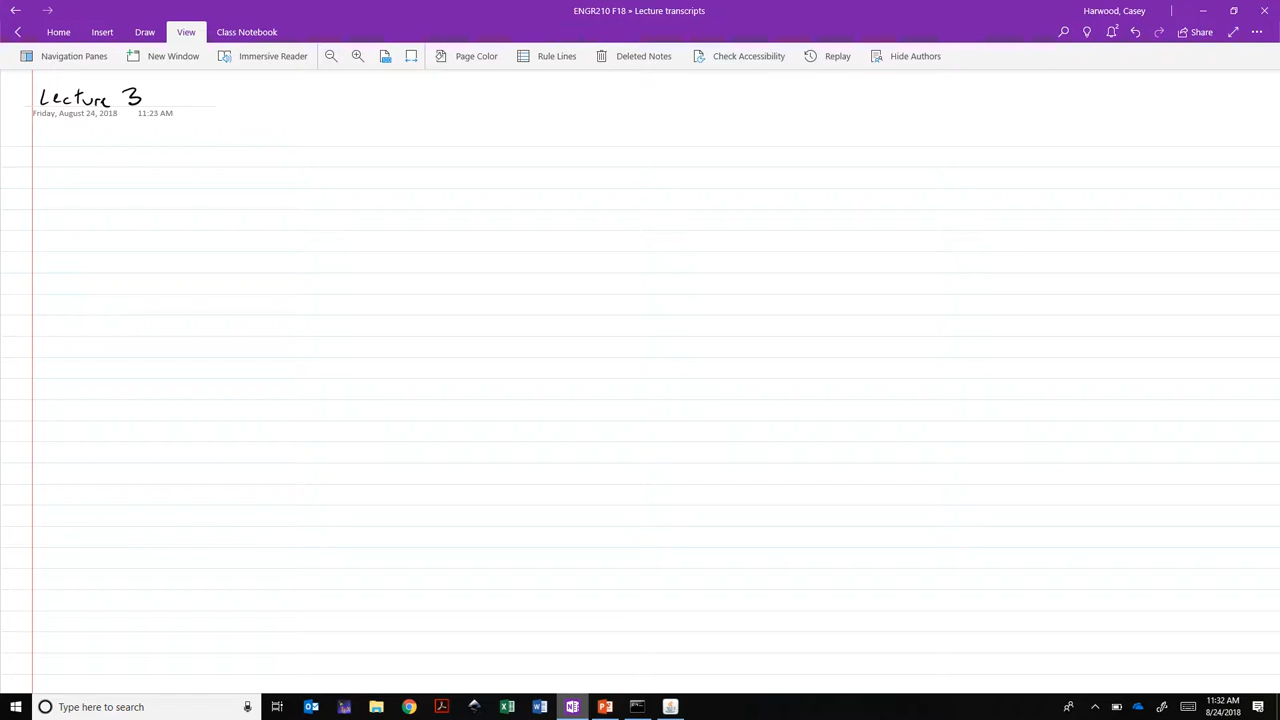 ENGR210 F18 » Lecture transcripts
Harwood, Casey
Home Insert Draw View Class Notebook
Share
Navigation Panes New Window Immersive Reader Page Color Rule Lines Deleted Notes Check Accessibility Replay Hide Authors
Lecture 3
Friday, August 24, 2018 11:23 AM
Type here to search
11:32 AM
8/24/2018